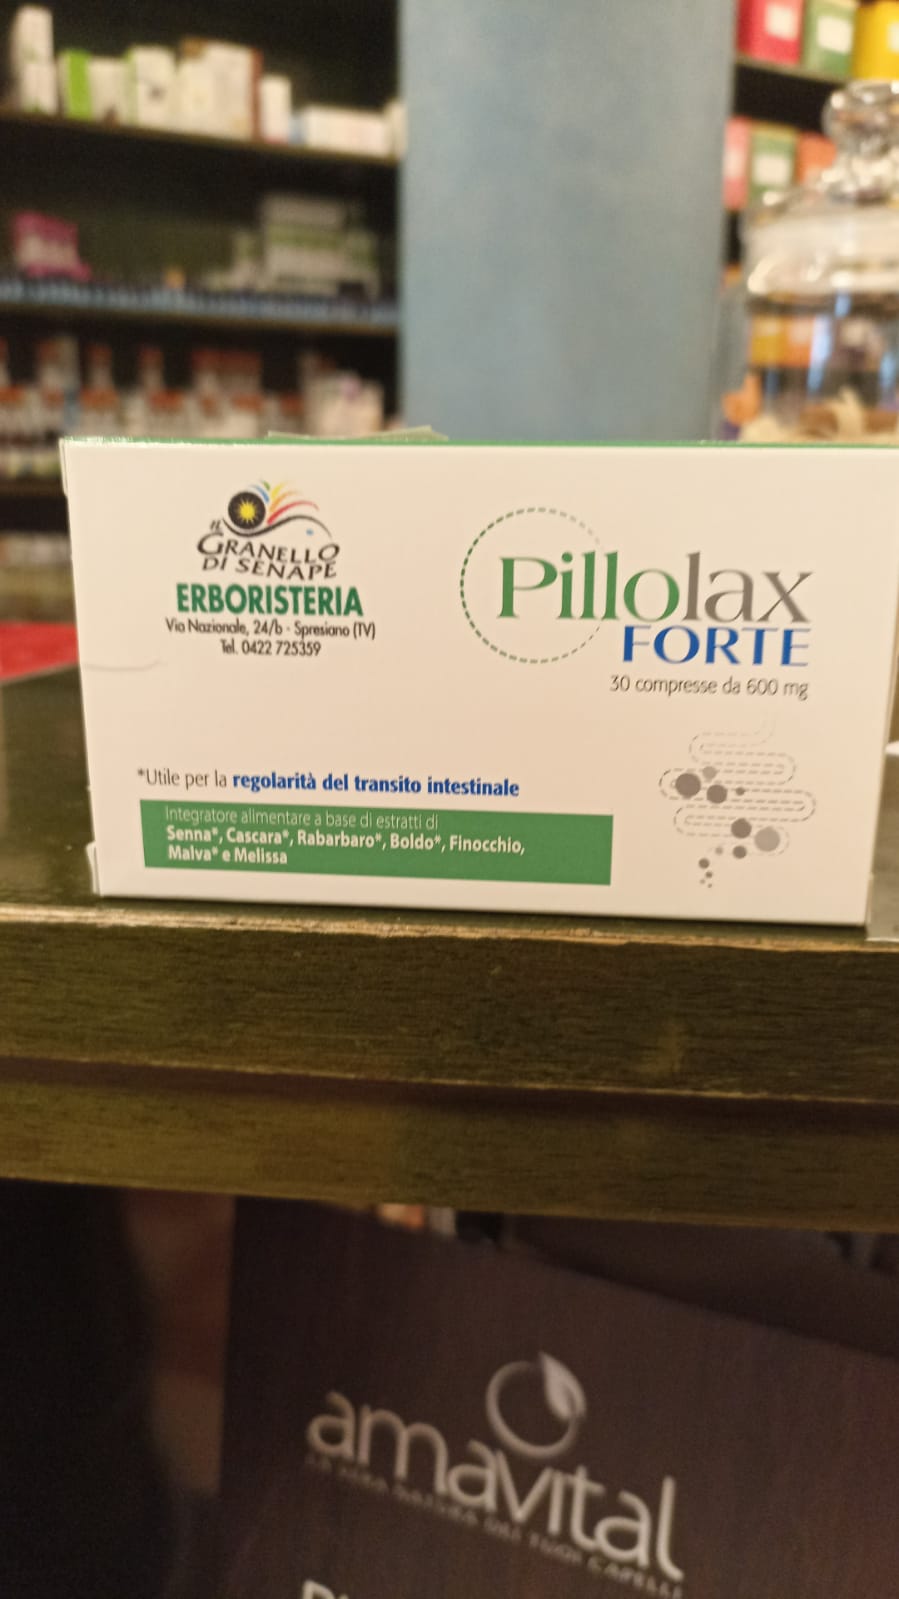 IL
GRANELLO
DI SENAPE
ERBORISTERIA
Via Nazionale, 24/b - Spresiano (TV)
Tel. 0422 725359
Pillolax
FORTE
30 compresse da 600 mg
*Utile per la regolarità del transito intestinale
Integratore alimentare a base di estratti di
Senna*, Cascara*, Rabarbaro*, Boldo*, Finocchio,
Malva* e Melissa
amavital